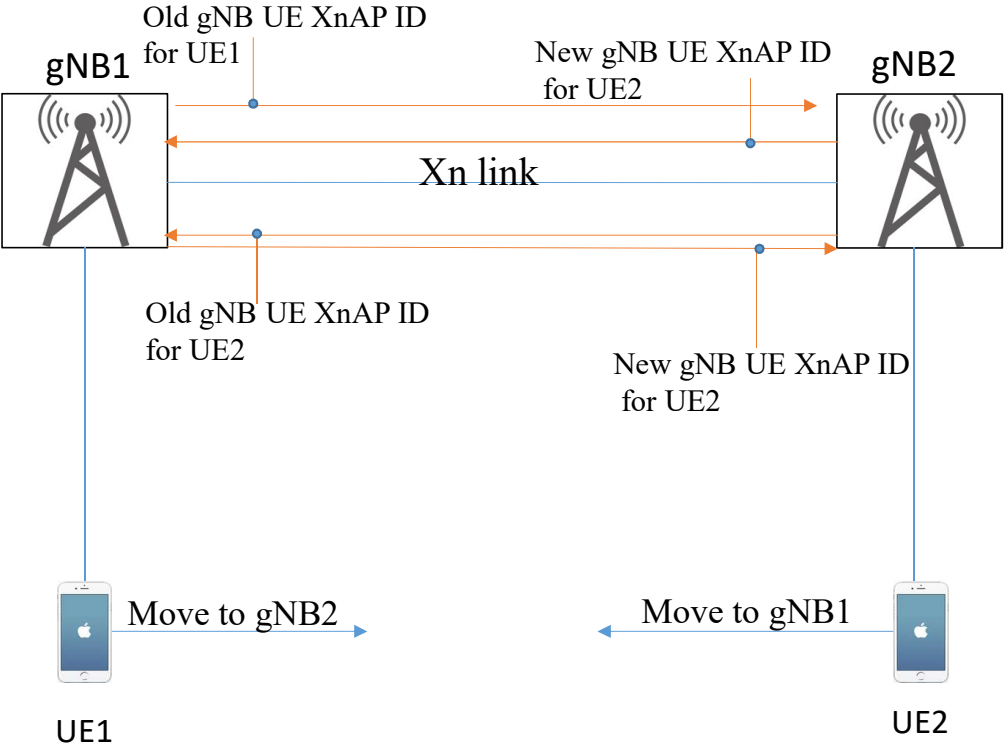 Old gNB UE XnAP ID
for UE1
gNB1
New gNB UE XnAP ID
for UE2
gNB2
Xn link
Old gNB UE XnAP ID
for UE2
New gNB UE XnAP ID
for UE2
Move to gNB2
Move to gNB1
UE1
UE2